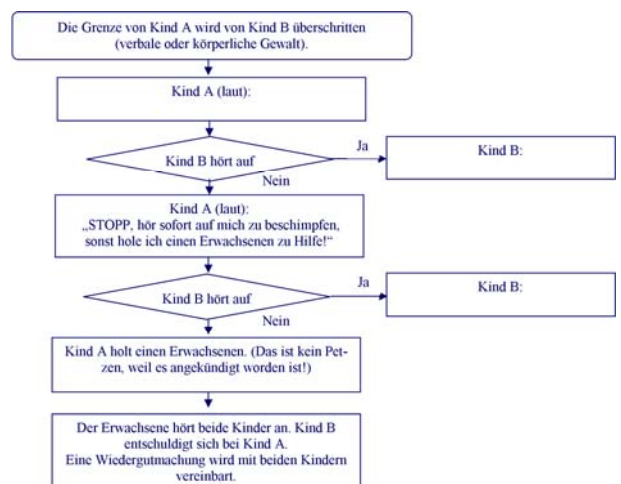 Die Grenze von Kind A wird von Kind B überschritten
(verbale oder körperliche Gewalt).
Kind A (laut):
Kind B hört auf
Ja
Kind B:
Nein
Kind A (laut):
„STOPP, hör sofort auf mich zu beschimpfen,
sonst hole ich einen Erwachsenen zu Hilfe!“
Kind B hört auf
Ja
Kind B:
Nein
Kind A holt einen Erwachsenen. (Das ist kein Pet-
zen, weil es angekündigt worden ist!)
Der Erwachsene hört beide Kinder an. Kind B
entschuldigt sich bei Kind A.
Eine Wiedergutmachung wird mit beiden Kindern
vereinbart.